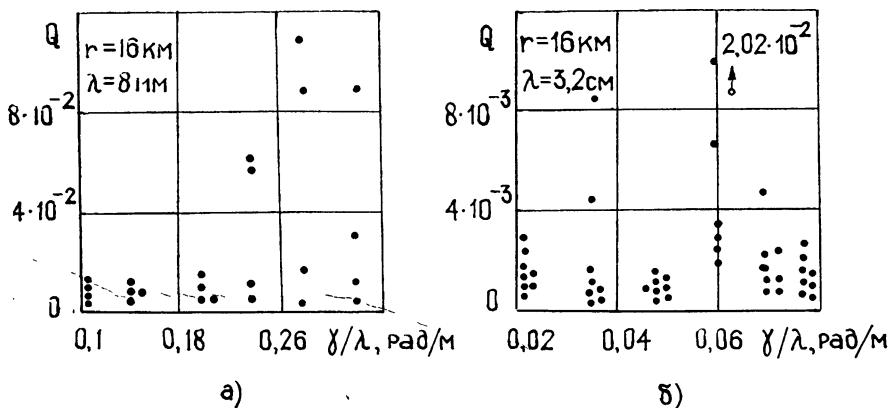 Q
r=16км
λ=8мм
8·10⁻²
4·10⁻²
0
0,1 0,18 0,26 γ/λ, рад/м
а)
Q
r=16км
λ=3,2см
2,02·10⁻²
8·10⁻³
4·10⁻³
0
0,02 0,04 0,06 γ/λ, рад/м
б)